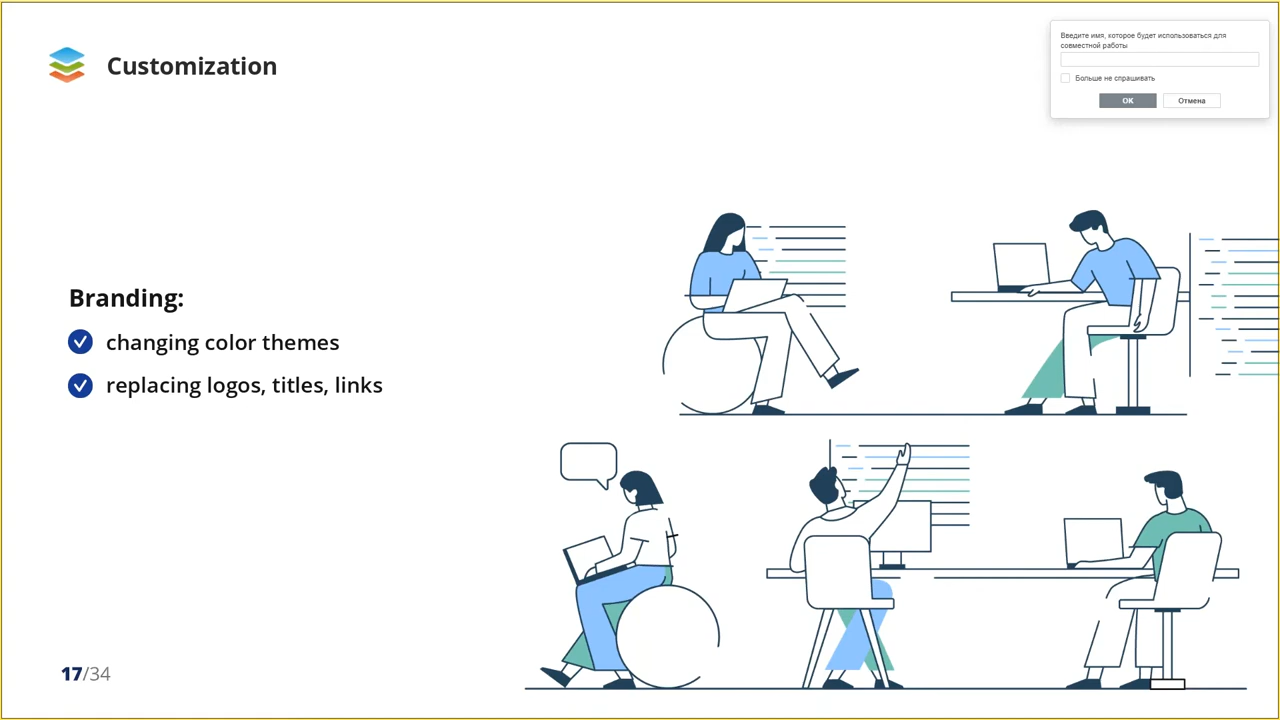 Customization
Введите имя, которое будет использоваться для
совместной работы
Больше не спрашивать
OK
Отмена
Branding:
changing color themes
replacing logos, titles, links
17/34